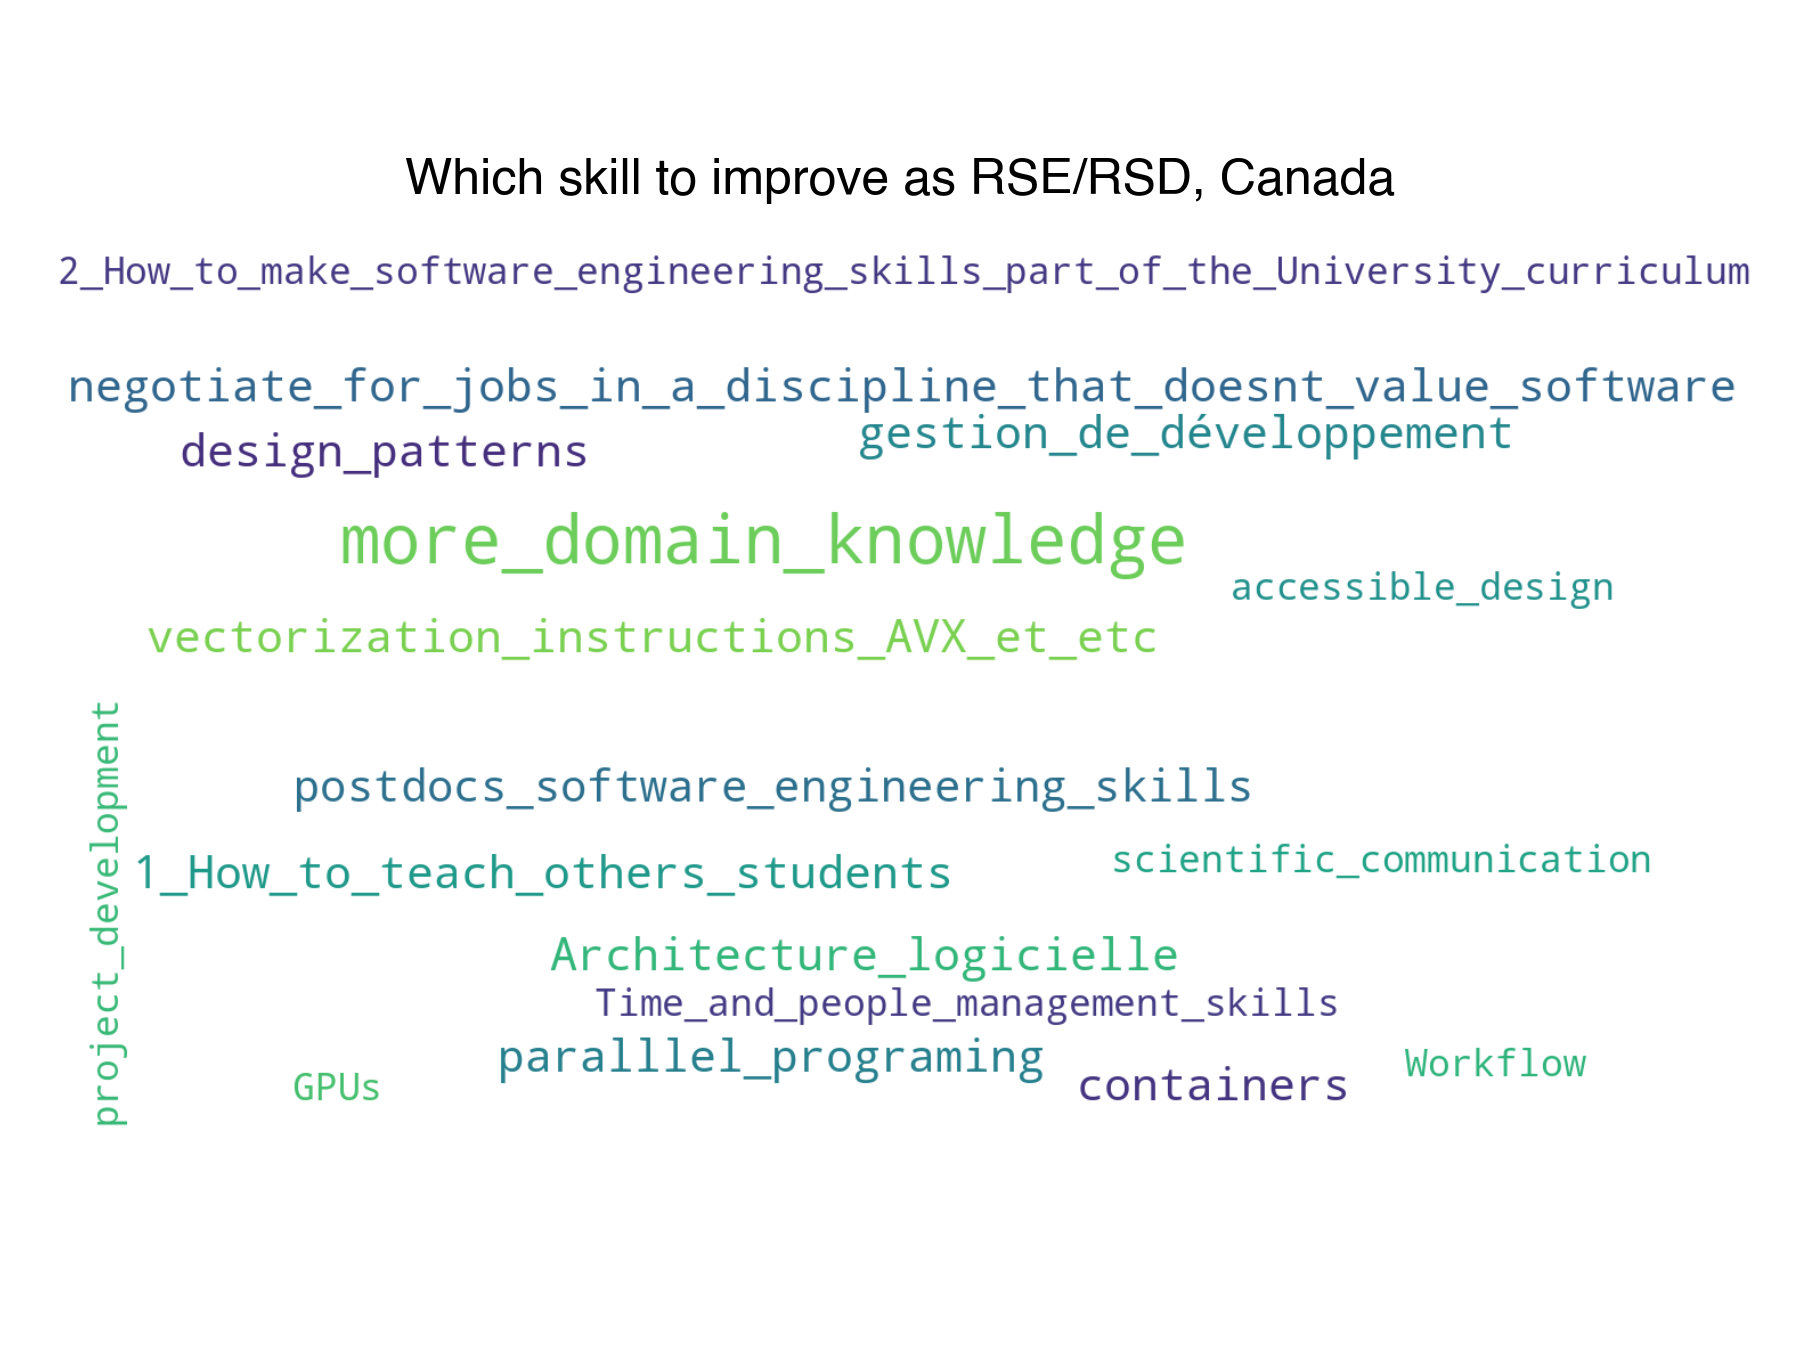 Which skill to improve as RSE/RSD, Canada
2_How_to_make_software_engineering_skills_part_of_the_University_curriculum
negotiate_for_jobs_in_a_discipline_that_doesnt_value_software
design_patterns
gestion_de_développement
more_domain_knowledge
accessible_design
vectorization_instructions_AVX_et_etc
project_development
postdocs_software_engineering_skills
1_How_to_teach_others_students
scientific_communication
Architecture_logicielle
Time_and_people_management_skills
paralllel_programing
containers
Workflow
GPUs